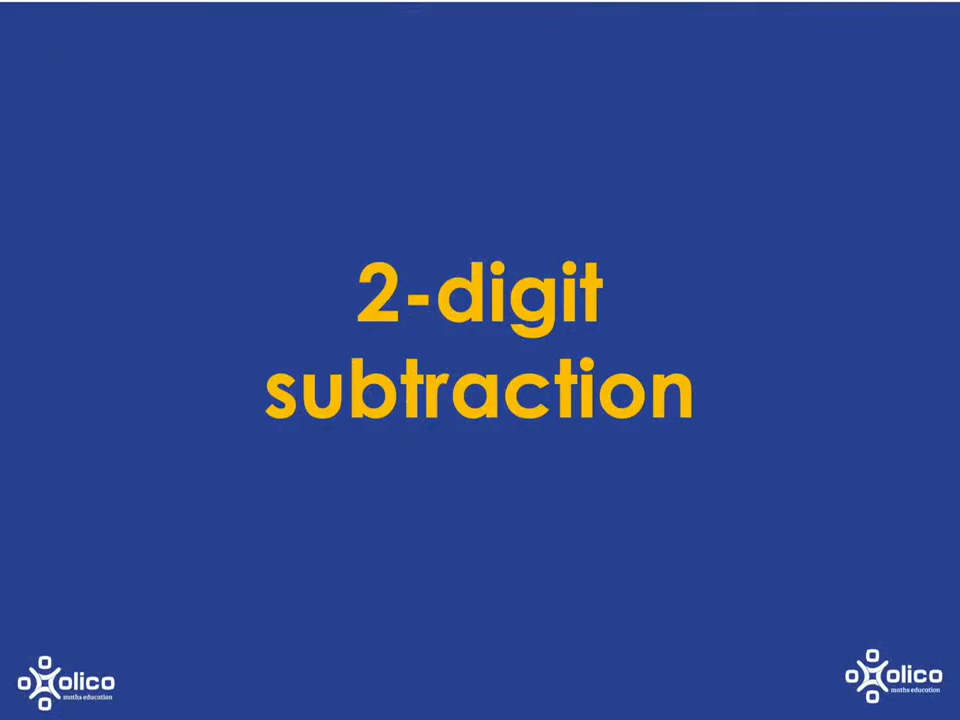 2-digit
subtraction
olico
maths education
olico
maths education